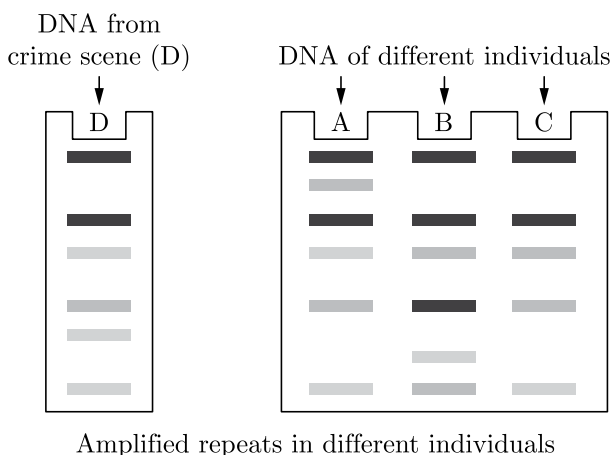 DNA from
crime scene (D)
DNA of different individuals
D
A
B
C
Amplified repeats in different individuals